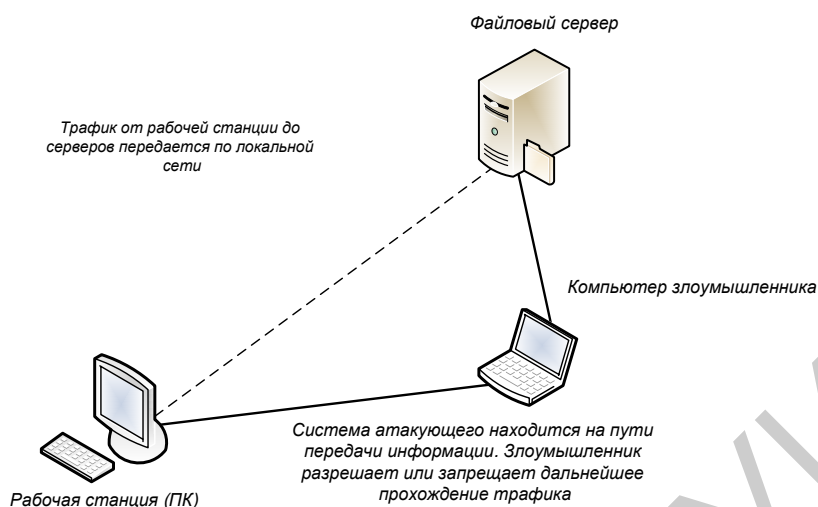 Файловый сервер
Трафик от рабочей станции до
серверов передается по локальной
сети
Компьютер злоумышленника
Система атакующего находится на пути
передачи информации. Злоумышленник
разрешает или запрещает дальнейшее
прохождение трафика
Рабочая станция (ПК)